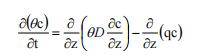 ∂(θc)/∂t = ∂/∂z (θD ∂c/∂z) − ∂/∂z (qc)